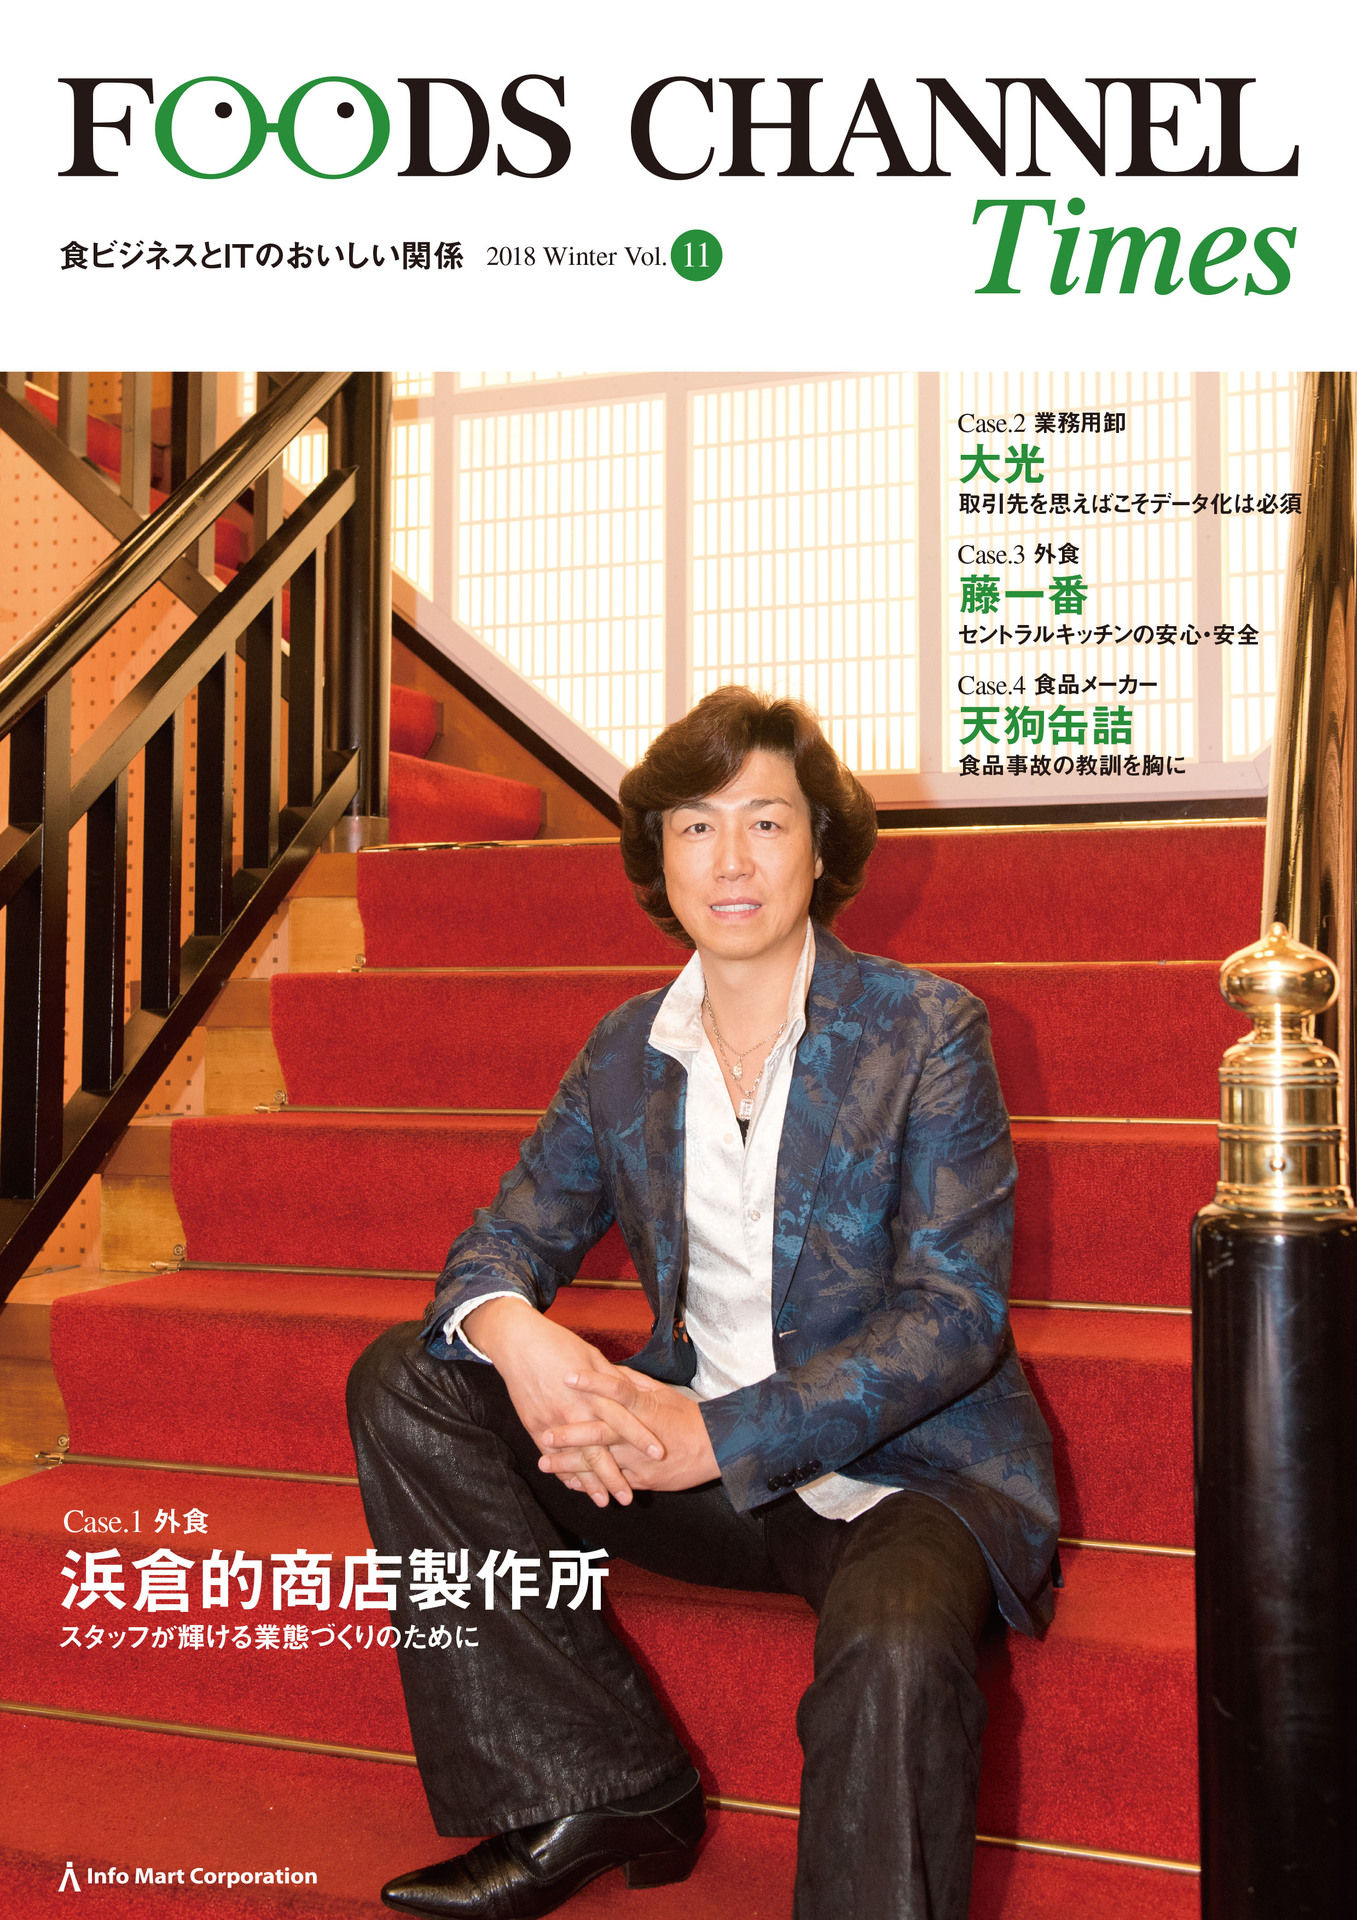 FOODS CHANNEL
Times
食ビジネスとITのおいしい関係 2018 Winter Vol. 11
Case.2 業務用卸
大光
取引先を思えばこそデータ化は必須
Case.3 外食
藤一番
セントラルキッチンの安心・安全
Case.4 食品メーカー
天狗缶詰
食品事故の教訓を胸に
Case.1 外食
浜倉的商店製作所
スタッフが輝ける業態づくりのために
Info Mart Corporation